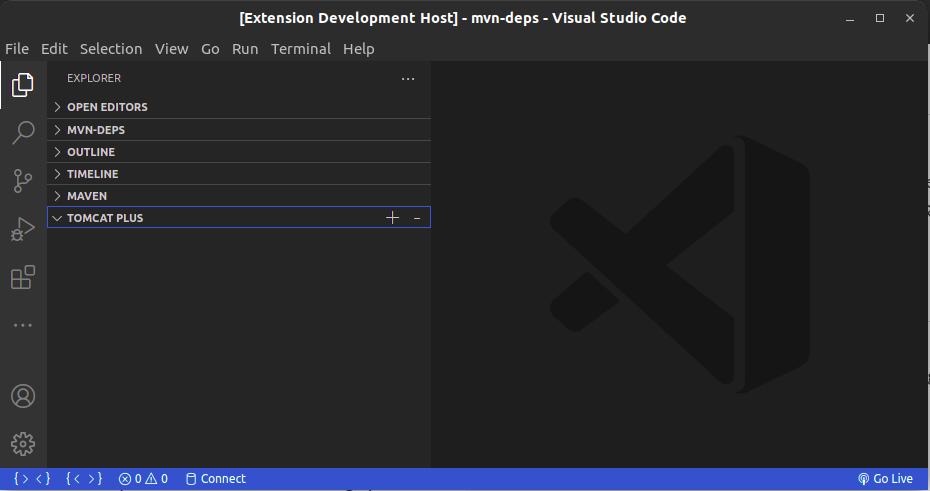 [Extension Development Host] - mvn-deps - Visual Studio Code
File Edit Selection View Go Run Terminal Help
EXPLORER
OPEN EDITORS
MVN-DEPS
OUTLINE
TIMELINE
MAVEN
TOMCAT PLUS
{> <} {< >} 0 0 Connect Go Live